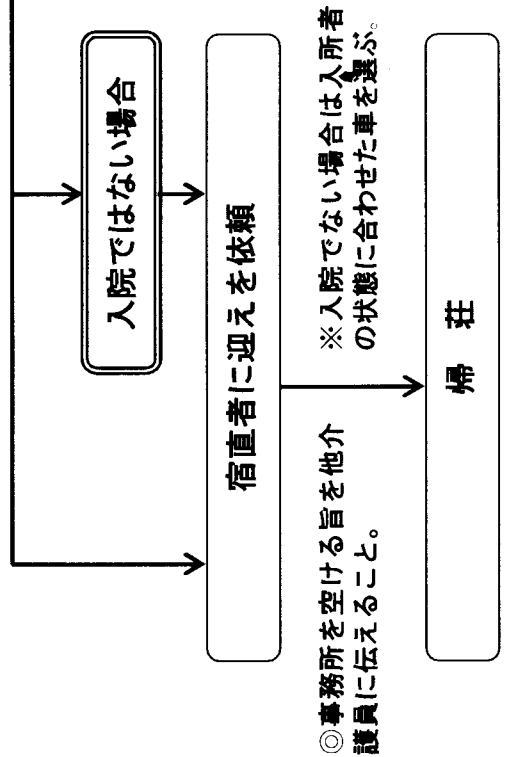 入院ではない場合
宿直者に迎えを依頼
※入院でない場合は入所者
の状態に合わせた車を選ぶ。
◎事務所を空ける旨を他介
護員に伝えること。
帰　荘